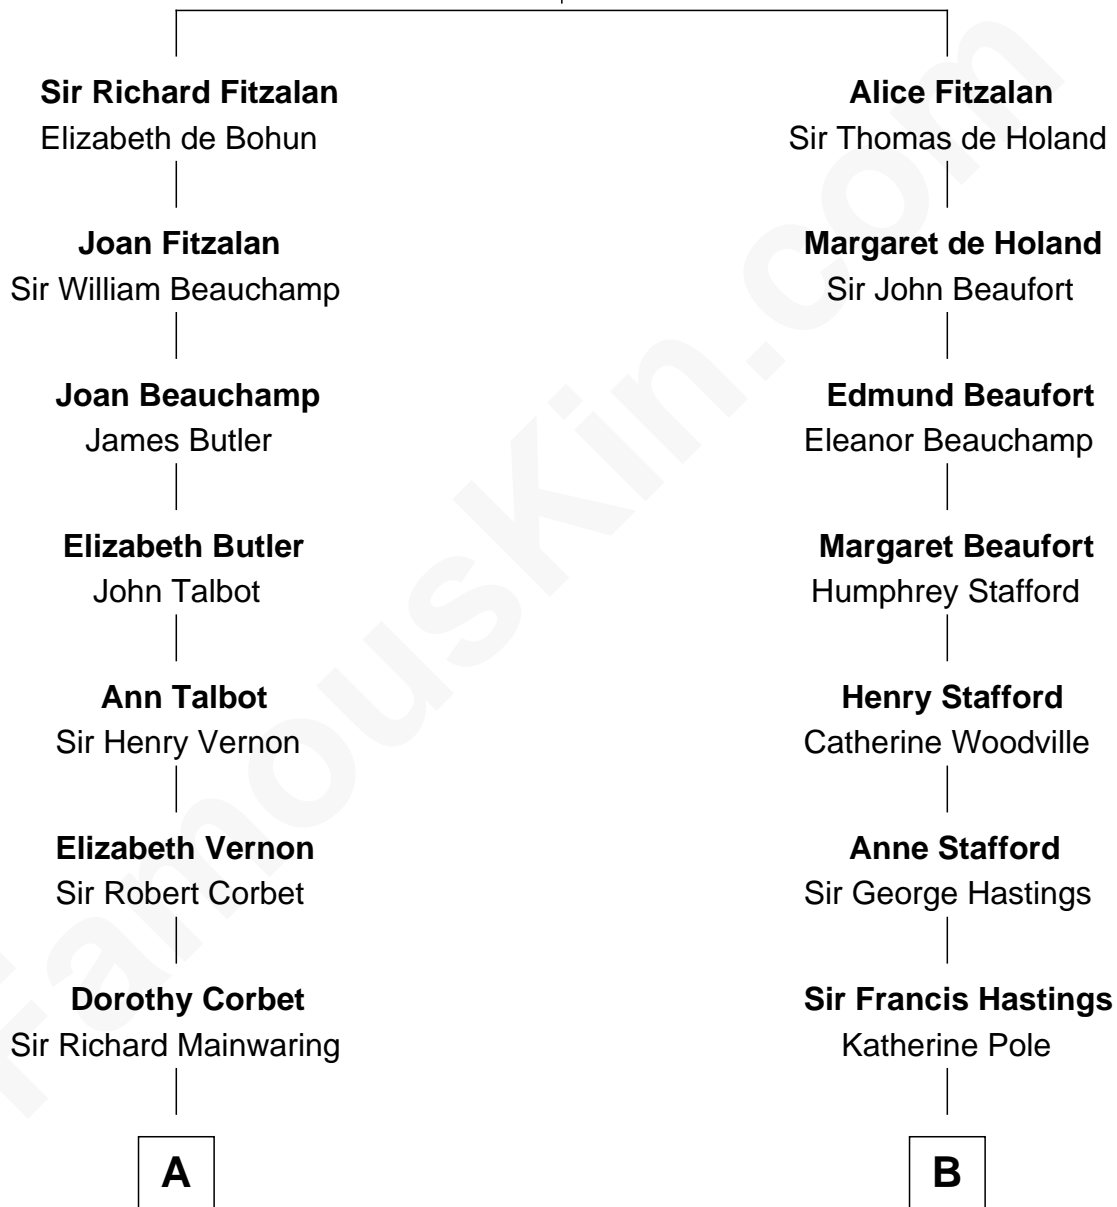 Sir Richard Fitzalan
Elizabeth de Bohun
Joan Fitzalan
Sir William Beauchamp
Joan Beauchamp
James Butler
Elizabeth Butler
John Talbot
Ann Talbot
Sir Henry Vernon
Elizabeth Vernon
Sir Robert Corbet
Dorothy Corbet
Sir Richard Mainwaring
A
Alice Fitzalan
Sir Thomas de Holand
Margaret de Holand
Sir John Beaufort
Edmund Beaufort
Eleanor Beauchamp
Margaret Beaufort
Humphrey Stafford
Henry Stafford
Catherine Woodville
Anne Stafford
Sir George Hastings
Sir Francis Hastings
Katherine Pole
B
FamousKin.com